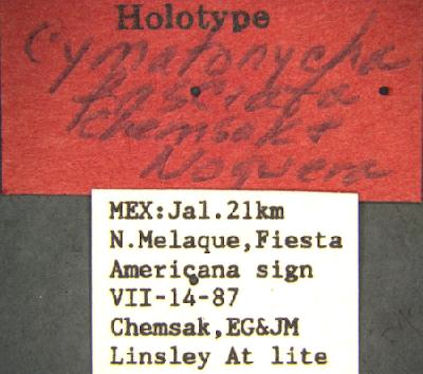 Holotype
Cymatonycha
fasciata
Chemsak &
Noguera
MEX:Jal.21km
N.Melaque,Fiesta
Americana sign
VII-14-87
Chemsak,EG&JM
Linsley At lite